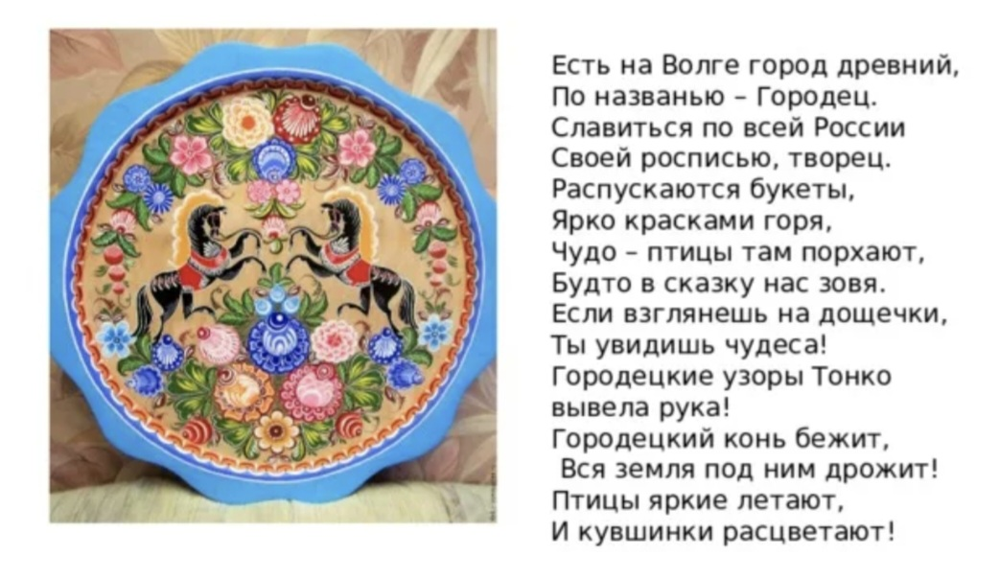 Есть на Волге город древний,
По названью – Городец.
Славиться по всей России
Своей росписью, творец.
Распускаются букеты,
Ярко красками горя,
Чудо – птицы там порхают,
Будто в сказку нас зовя.
Если взглянешь на дощечки,
Ты увидишь чудеса!
Городецкие узоры Тонко
вывела рука!
Городецкий конь бежит,
Вся земля под ним дрожит!
Птицы яркие летают,
И кувшинки расцветают!